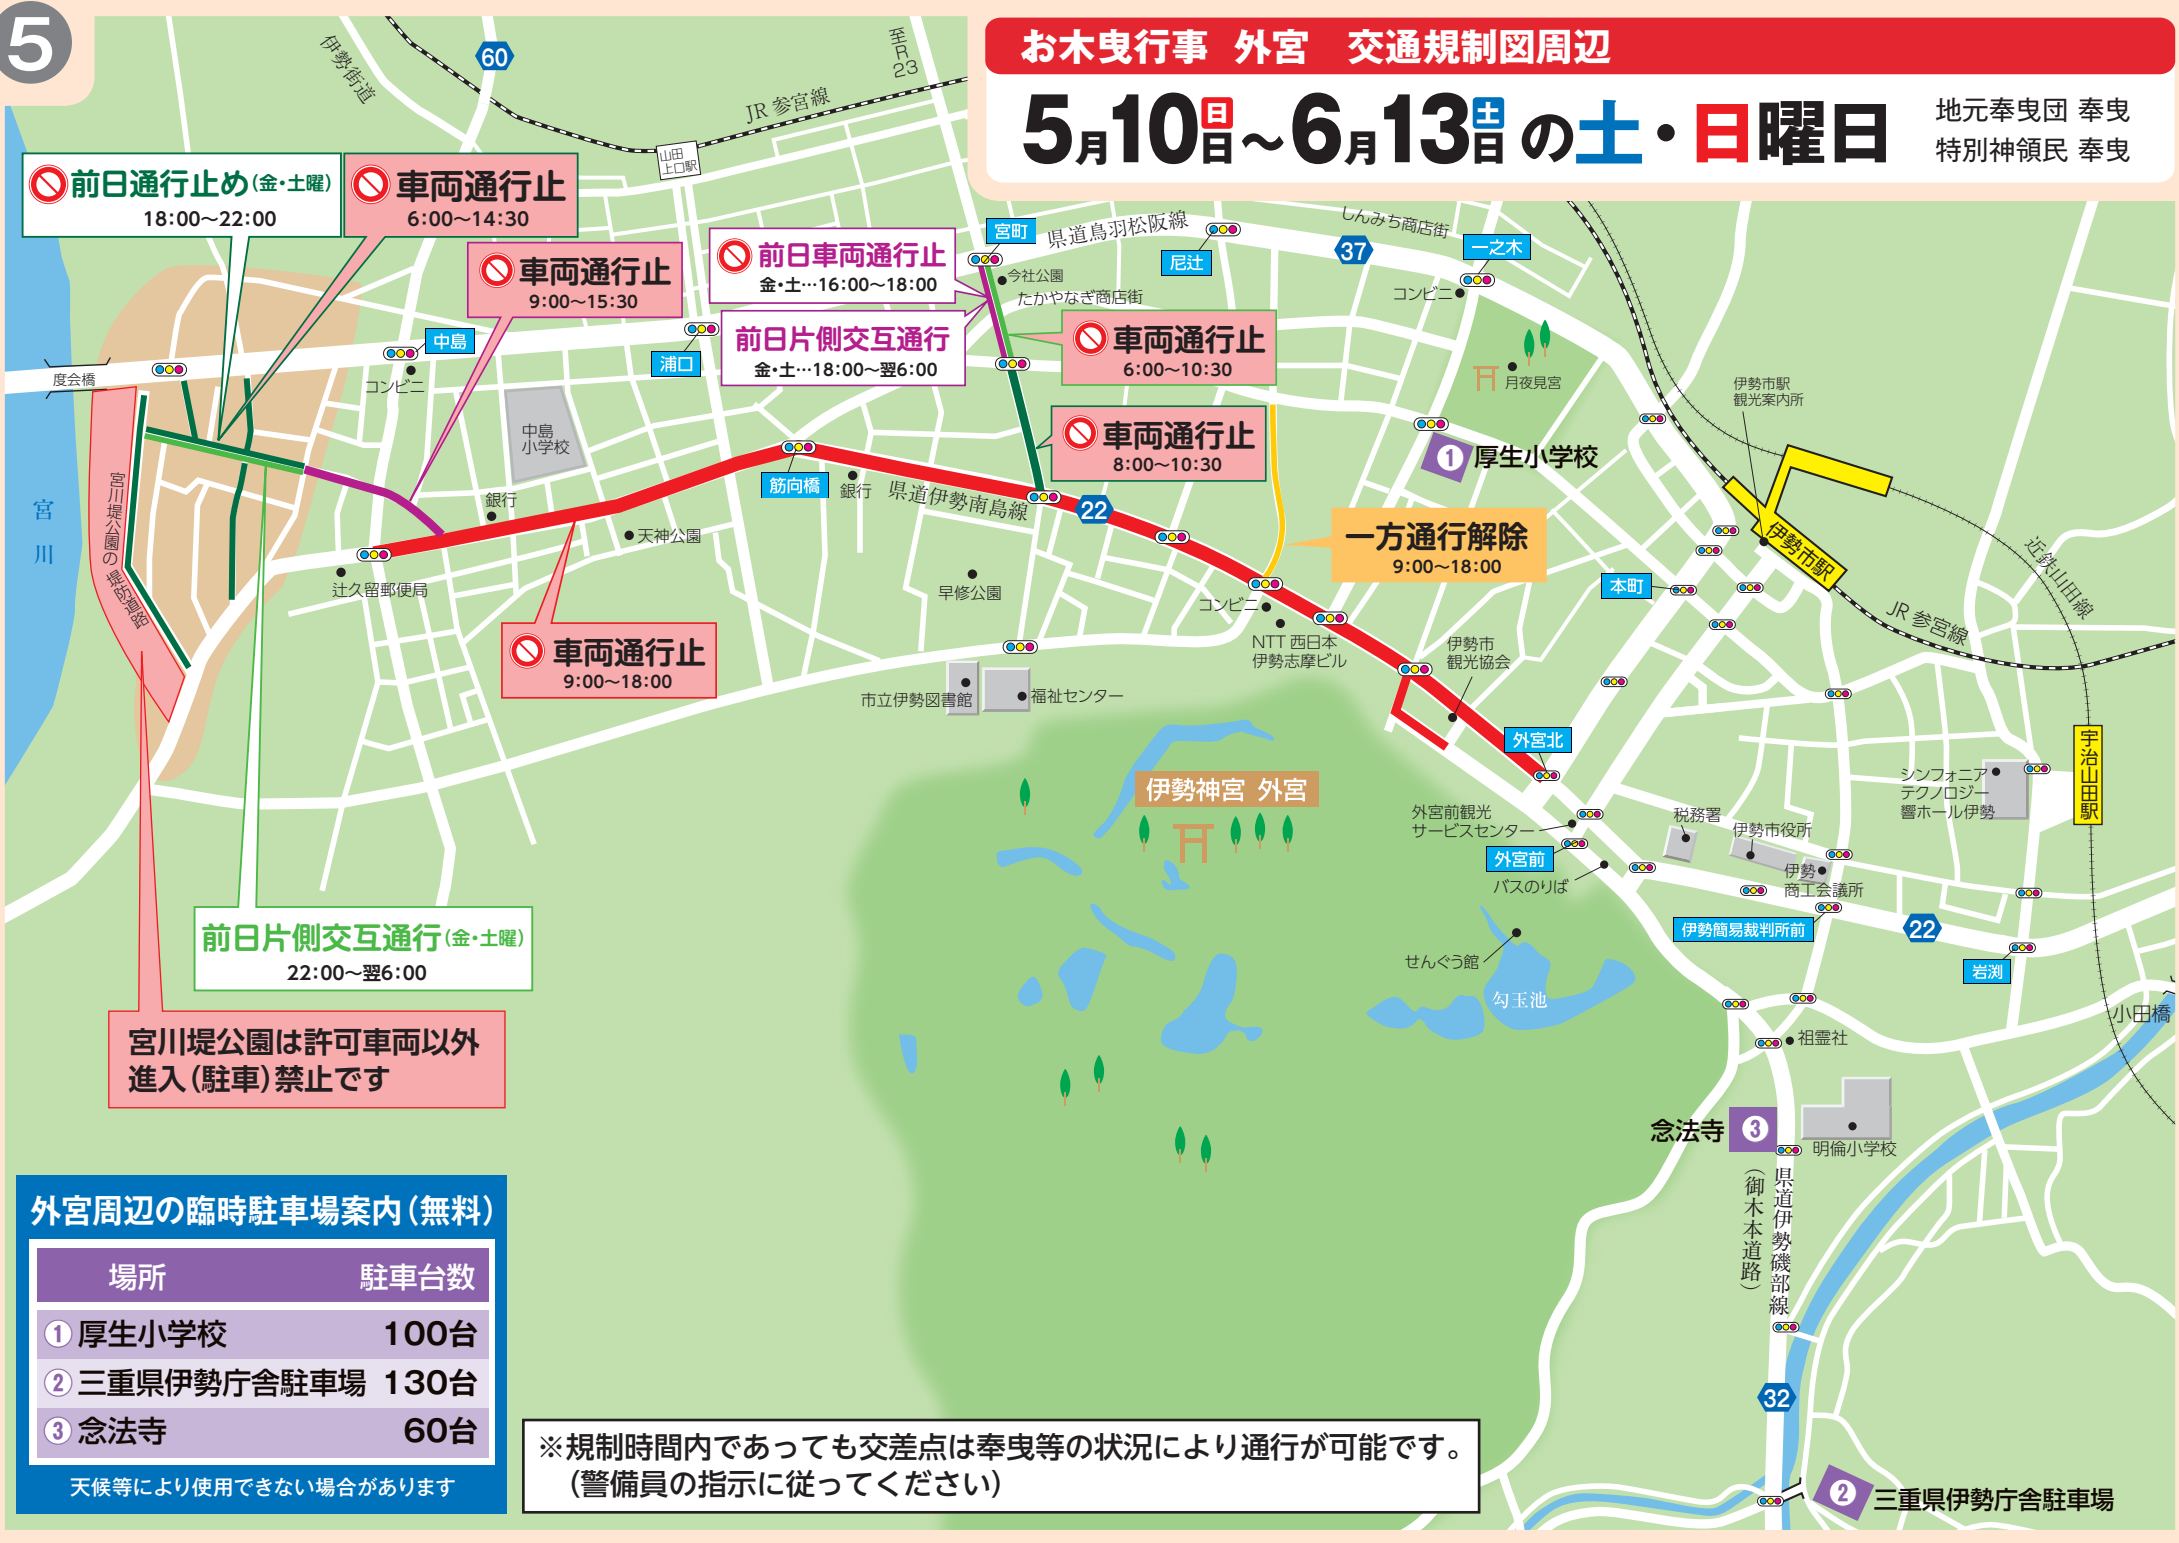 5
お木曳行事 外宮 交通規制図周辺
5月10日日～6月13土日の土・日曜日
地元奉曳団 奉曳
特別神領民 奉曳
伊勢街道
60
至R23
JR 参宮線
山田
上口駅
前日通行止め(金・土曜)
18:00～22:00
車両通行止
6:00～14:30
車両通行止
9:00～15:30
前日車両通行止
金・土…16:00～18:00
前日片側交互通行
金・土…18:00～翌6:00
宮町
県道鳥羽松阪線
今社公園
たかやなぎ商店街
尼辻
しんみち商店街
37
一之木
コンビニ
車両通行止
6:00～10:30
車両通行止
8:00～10:30
中島
コンビニ
浦口
度会橋
中島
小学校
月夜見宮
伊勢市駅
観光案内所
1
厚生小学校
宮川
宮川堤公園の堤防道路
銀行
筋向橋
銀行
県道伊勢南島線
22
天神公園
辻久留郵便局
早修公園
一方通行解除
9:00～18:00
伊勢市駅
本町
近鉄山田線
JR 参宮線
車両通行止
9:00～18:00
コンビニ
NTT 西日本
伊勢志摩ビル
伊勢市
観光協会
市立伊勢図書館
福祉センター
外宮北
宇治山田駅
伊勢神宮 外宮
シンフォニア
テクノロジー
響ホール伊勢
外宮前観光
サービスセンター
税務署
伊勢市役所
外宮前
バスのりば
伊勢
商工会議所
伊勢簡易裁判所前
22
岩渕
前日片側交互通行(金・土曜)
22:00～翌6:00
せんぐう館
勾玉池
小田橋
宮川堤公園は許可車両以外
進入(駐車)禁止です
祖霊社
念法寺
3
明倫小学校
県道伊勢磯部線
(御木本道路)
外宮周辺の臨時駐車場案内(無料)
場所 駐車台数
①厚生小学校 100台
②三重県伊勢庁舎駐車場 130台
③念法寺 60台
天候等により使用できない場合があります
32
※規制時間内であっても交差点は奉曳等の状況により通行が可能です。
(警備員の指示に従ってください)
2
三重県伊勢庁舎駐車場